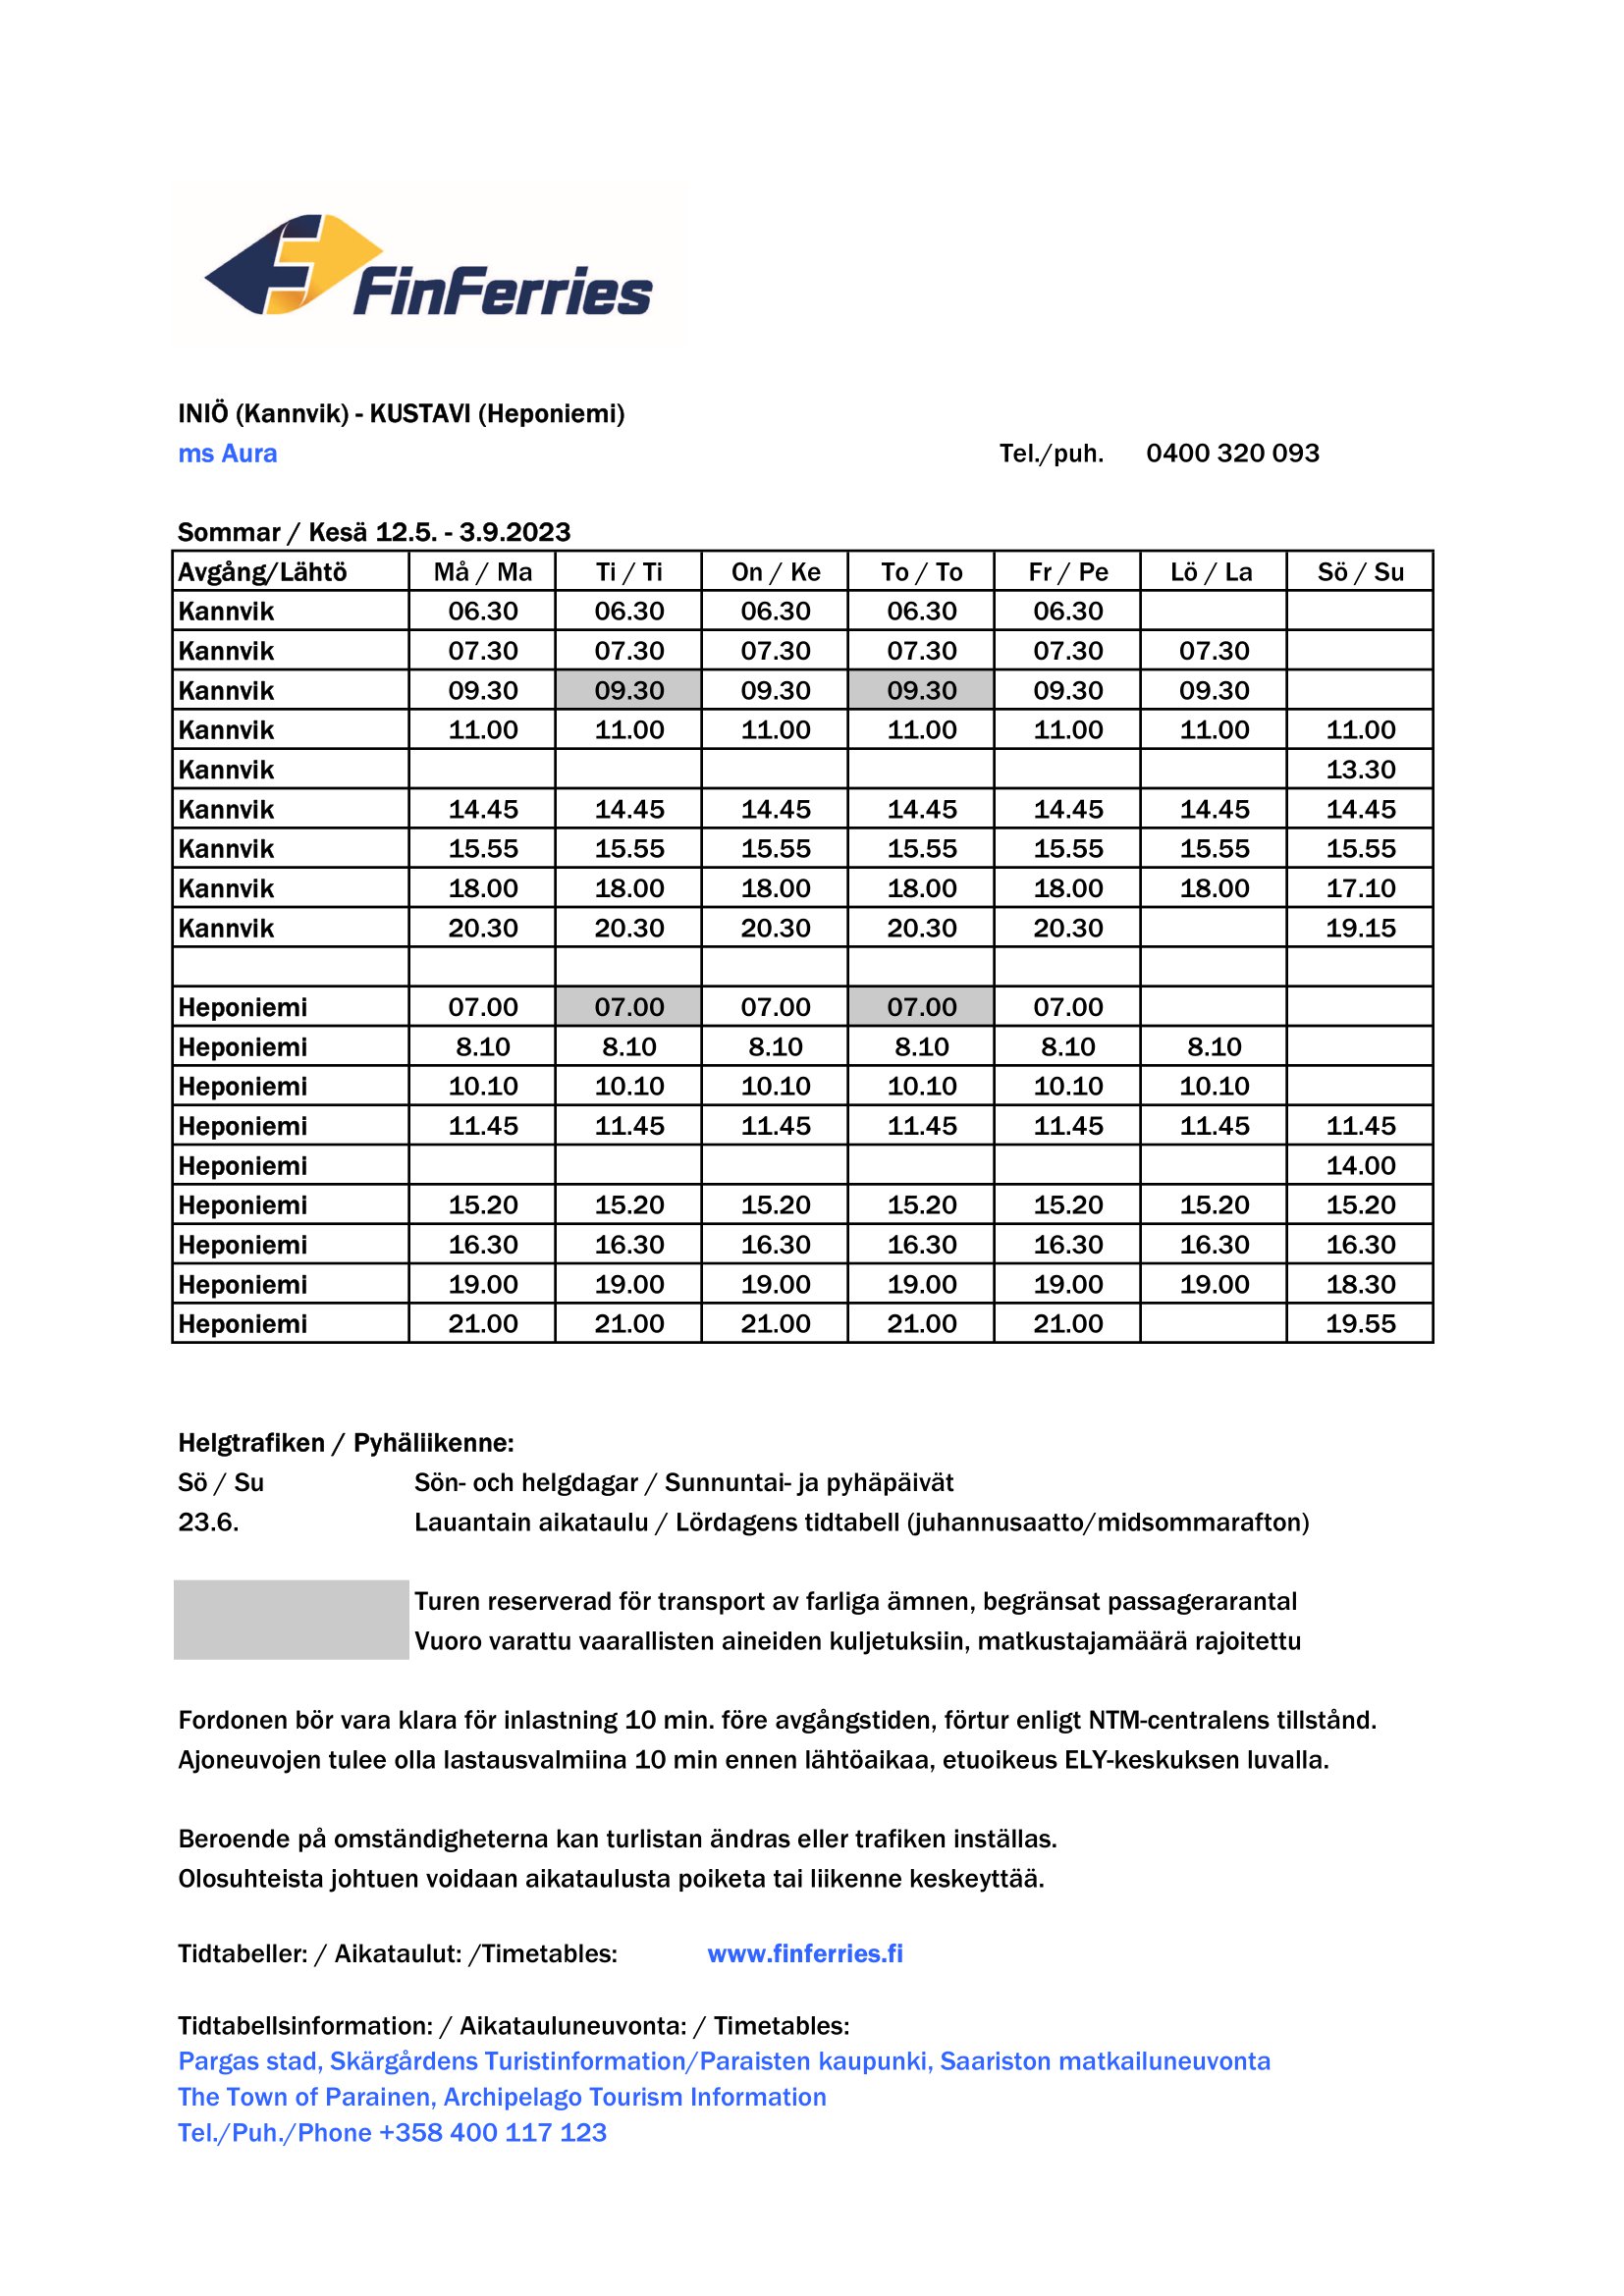 FinFerries
INIÖ (Kannvik) - KUSTAVI (Heponiemi)
ms Aura Tel./puh. 0400 320 093
Sommar / Kesä 12.5. - 3.9.2023
Avgång/Lähtö Må / Ma Ti / Ti On / Ke To / To Fr / Pe Lö / La Sö / Su
Kannvik 06.30 06.30 06.30 06.30 06.30
Kannvik 07.30 07.30 07.30 07.30 07.30 07.30
Kannvik 09.30 09.30 09.30 09.30 09.30 09.30
Kannvik 11.00 11.00 11.00 11.00 11.00 11.00 11.00
Kannvik 13.30
Kannvik 14.45 14.45 14.45 14.45 14.45 14.45 14.45
Kannvik 15.55 15.55 15.55 15.55 15.55 15.55 15.55
Kannvik 18.00 18.00 18.00 18.00 18.00 18.00 17.10
Kannvik 20.30 20.30 20.30 20.30 20.30 19.15
Heponiemi 07.00 07.00 07.00 07.00 07.00
Heponiemi 8.10 8.10 8.10 8.10 8.10 8.10
Heponiemi 10.10 10.10 10.10 10.10 10.10 10.10
Heponiemi 11.45 11.45 11.45 11.45 11.45 11.45 11.45
Heponiemi 14.00
Heponiemi 15.20 15.20 15.20 15.20 15.20 15.20 15.20
Heponiemi 16.30 16.30 16.30 16.30 16.30 16.30 16.30
Heponiemi 19.00 19.00 19.00 19.00 19.00 19.00 18.30
Heponiemi 21.00 21.00 21.00 21.00 21.00 19.55
Helgtrafiken / Pyhäliikenne:
Sö / Su Sön- och helgdagar / Sunnuntai- ja pyhäpäivät
23.6. Lauantain aikataulu / Lördagens tidtabell (juhannusaatto/midsommarafton)
Turen reserverad för transport av farliga ämnen, begränsat passagerarantal
Vuoro varattu vaarallisten aineiden kuljetuksiin, matkustajamäärä rajoitettu
Fordonen bör vara klara för inlastning 10 min. före avgångstiden, förtur enligt NTM-centralens tillstånd.
Ajoneuvojen tulee olla lastausvalmiina 10 min ennen lähtöaikaa, etuoikeus ELY-keskuksen luvalla.
Beroende på omständigheterna kan turlistan ändras eller trafiken inställas.
Olosuhteista johtuen voidaan aikataulusta poiketa tai liikenne keskeyttää.
Tidtabeller: / Aikataulut: /Timetables: www.finferries.fi
Tidtabellsinformation: / Aikatauluneuvonta: / Timetables:
Pargas stad, Skärgårdens Turistinformation/Paraisten kaupunki, Saariston matkailuneuvonta
The Town of Parainen, Archipelago Tourism Information
Tel./Puh./Phone +358 400 117 123